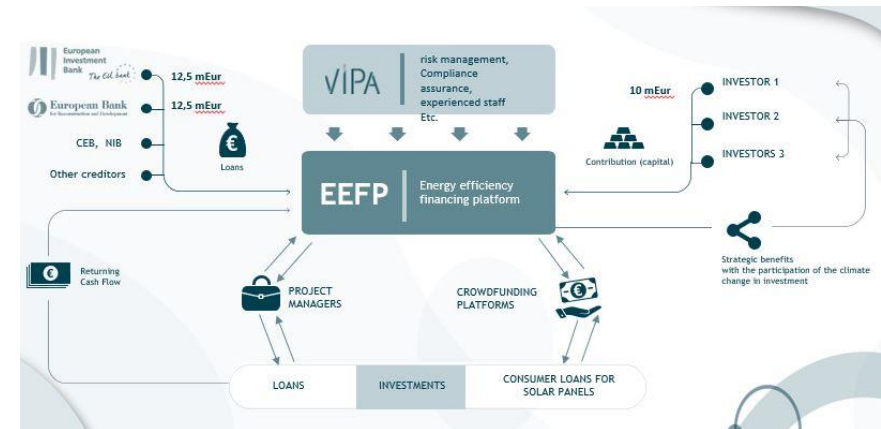 European
Investment
Bank
The EU bank
12,5 mEur
European Bank
for Reconstruction and Development
12,5 mEur
CEB, NIB
Other creditors
Loans
VIPA
risk management,
Compliance
assurance,
experienced staff
Etc.
10 mEur
INVESTOR 1
INVESTOR 2
INVESTORS 3
Contribution (capital)
EEFP
Energy efficiency
financing platform
Strategic benefits
with the participation of the climate
change in investment
Returning
Cash Flow
PROJECT
MANAGERS
CROWDFUNDING
PLATFORMS
LOANS
INVESTMENTS
CONSUMER LOANS FOR
SOLAR PANELS